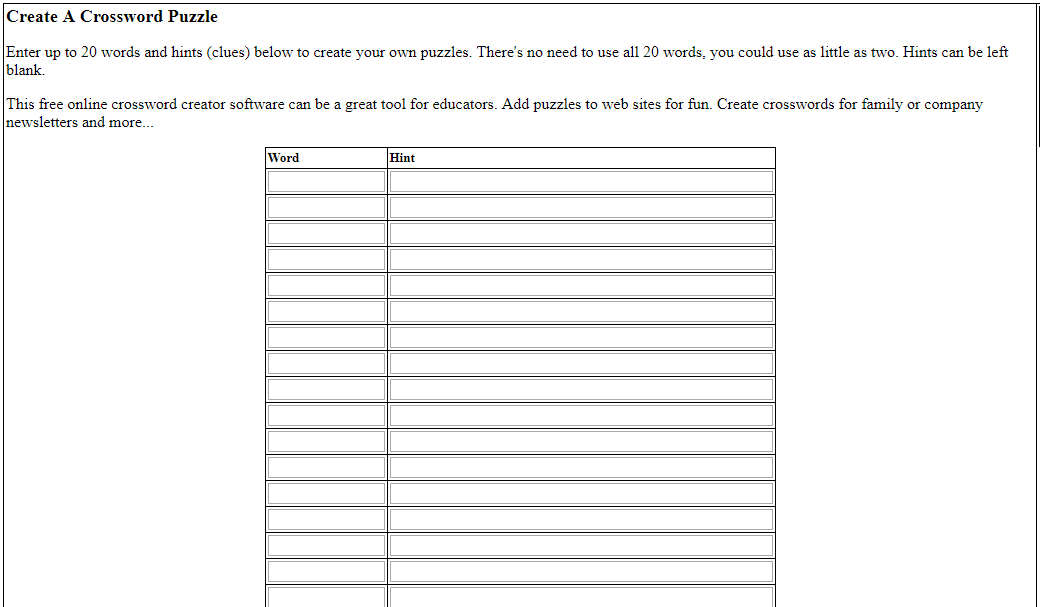 Create A Crossword Puzzle
Enter up to 20 words and hints (clues) below to create your own puzzles. There's no need to use all 20 words, you could use as little as two. Hints can be left
blank.
This free online crossword creator software can be a great tool for educators. Add puzzles to web sites for fun. Create crosswords for family or company
newsletters and more...
Word Hint